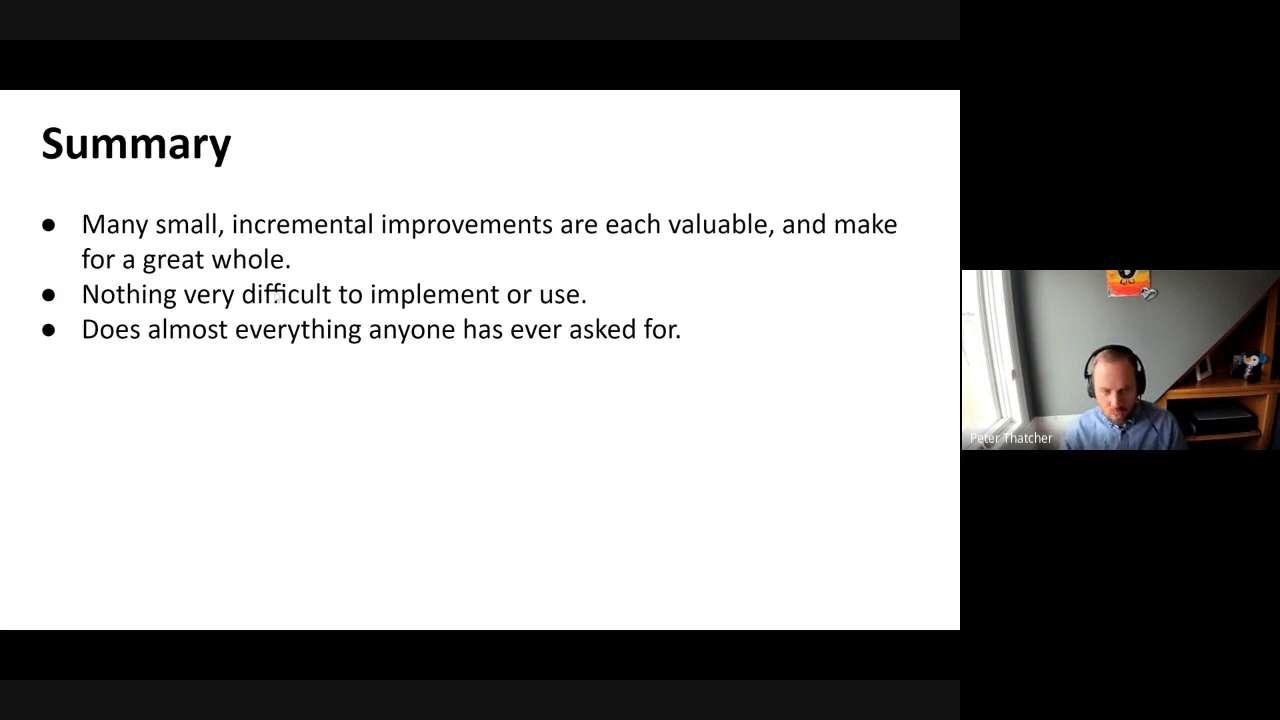 Summary
● Many small, incremental improvements are each valuable, and make
for a great whole.
● Nothing very difficult to implement or use.
● Does almost everything anyone has ever asked for.
Peter Thatcher